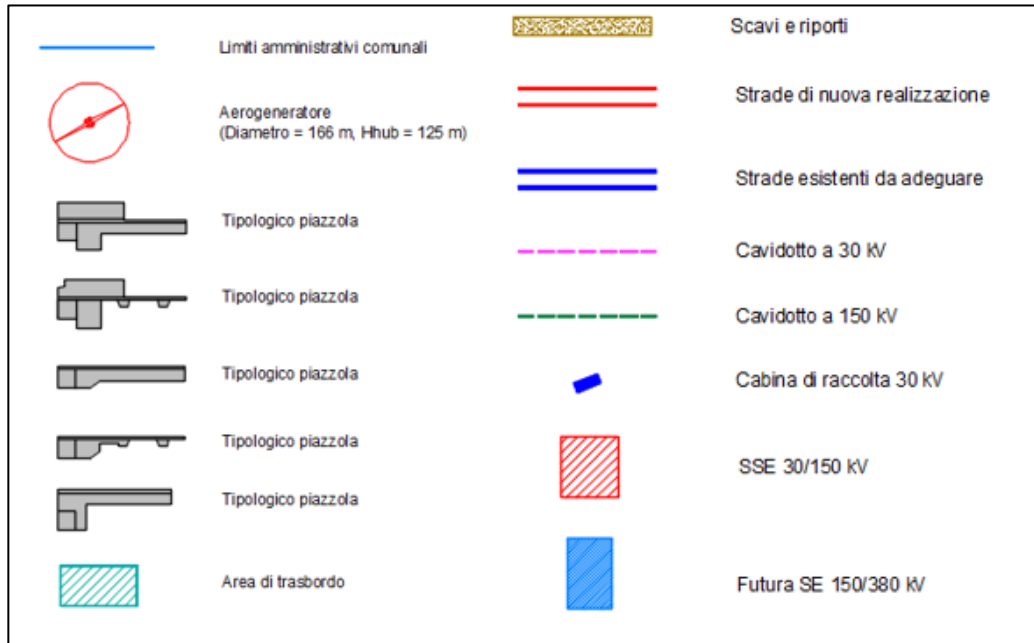 Limiti amministrativi comunali
Aerogeneratore
(Diametro = 166 m, Hhub = 125 m)
Tipologico piazzola
Tipologico piazzola
Tipologico piazzola
Tipologico piazzola
Tipologico piazzola
Area di trasbordo
Scavi e riporti
Strade di nuova realizzazione
Strade esistenti da adeguare
Cavidotto a 30 kV
Cavidotto a 150 kV
Cabina di raccolta 30 kV
SSE 30/150 kV
Futura SE 150/380 kV